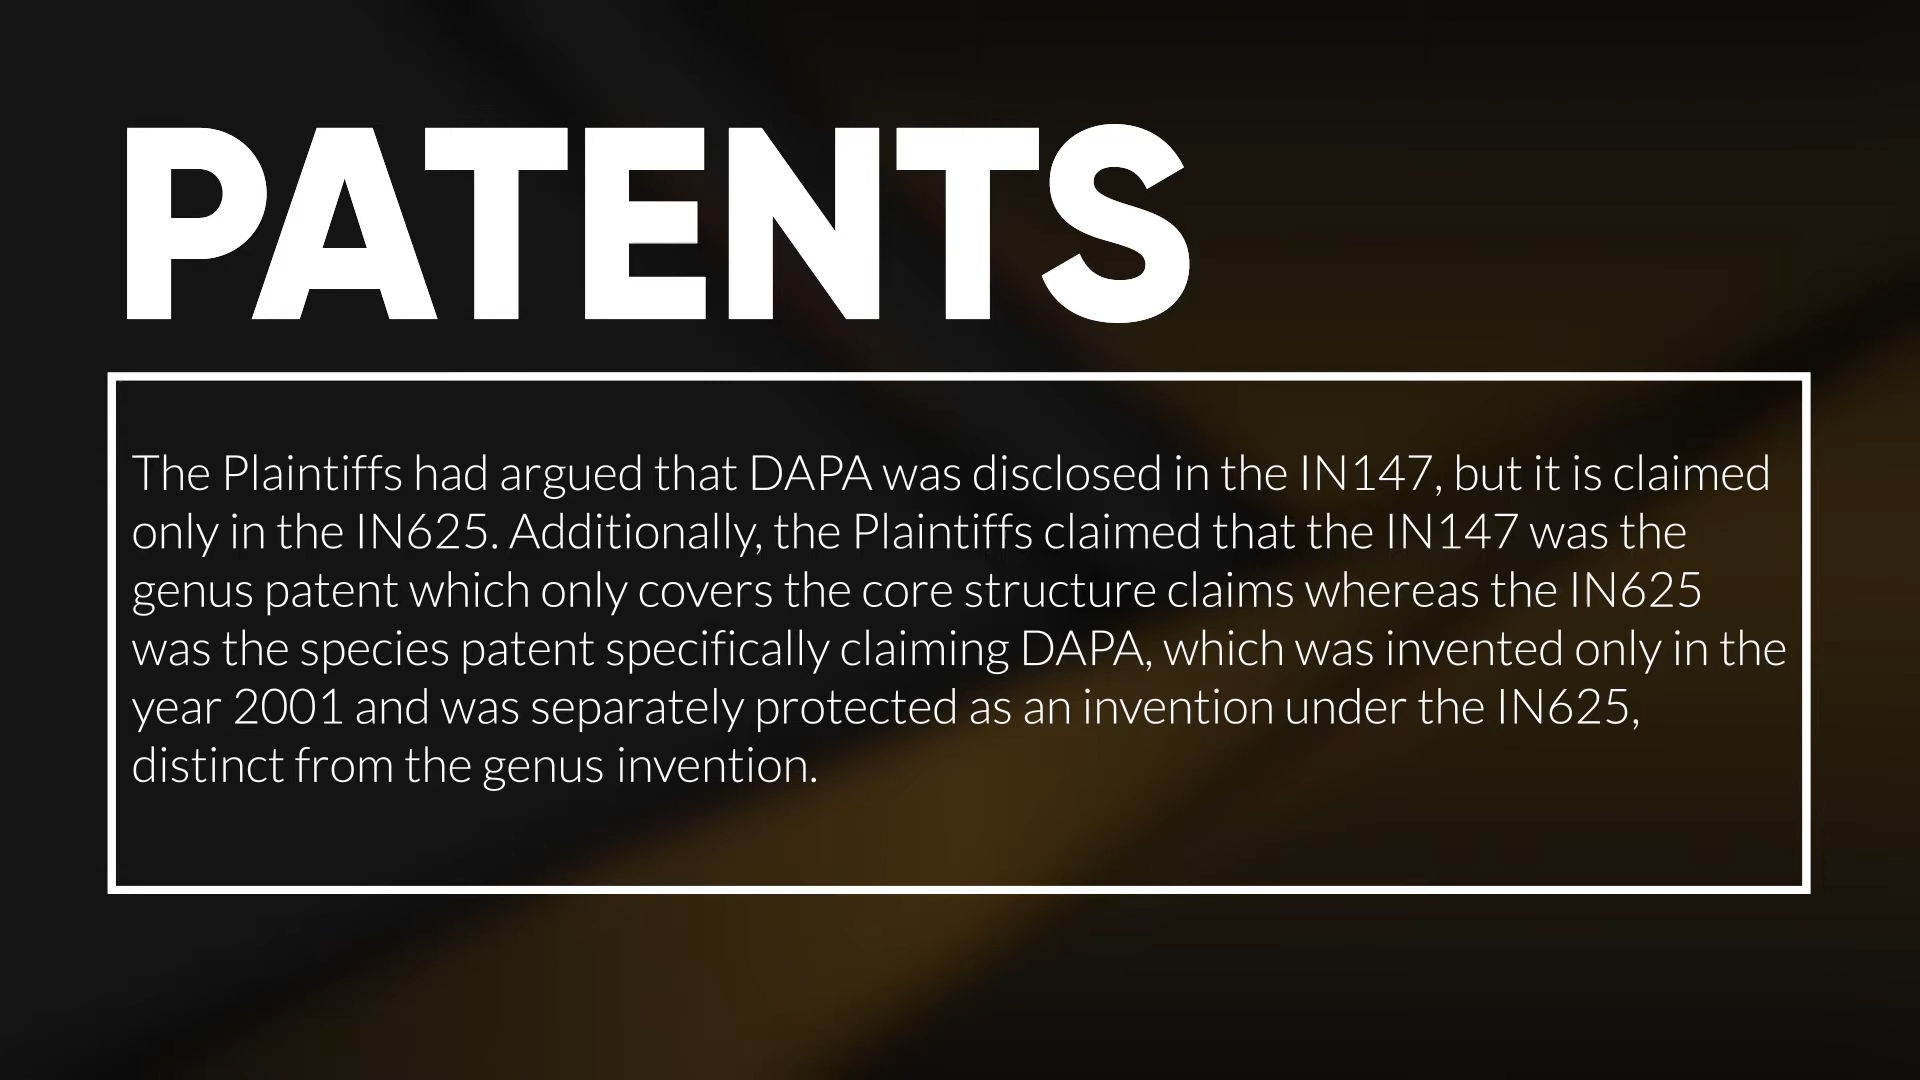 PATENTS
The Plaintiffs had argued that DAPA was disclosed in the IN147, but it is claimed
only in the IN625. Additionally, the Plaintiffs claimed that the IN147 was the
genus patent which only covers the core structure claims whereas the IN625
was the species patent specifically claiming DAPA, which was invented only in the
year 2001 and was separately protected as an invention under the IN625,
distinct from the genus invention.